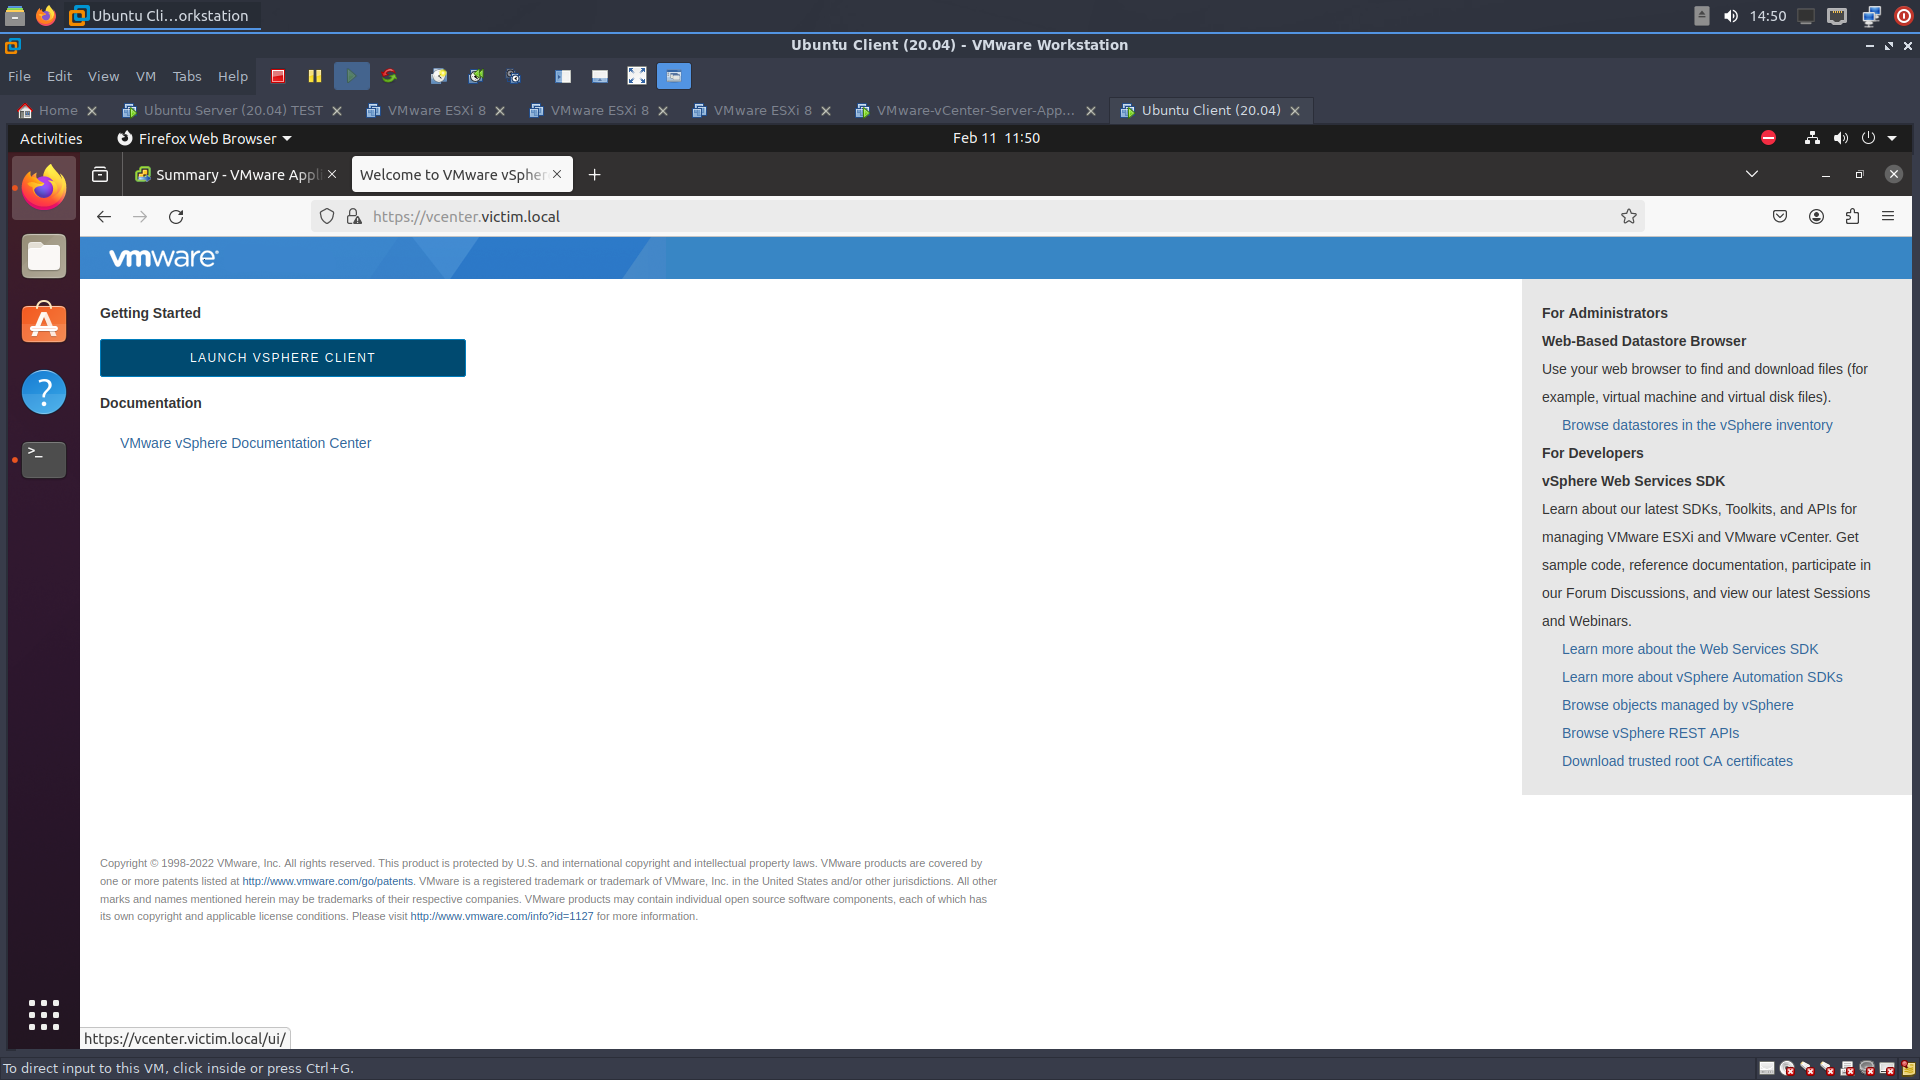 Ubuntu Cli…orkstation
14:50
Ubuntu Client (20.04) - VMware Workstation
File Edit View VM Tabs Help
Home
Ubuntu Server (20.04) TEST
VMware ESXi 8
VMware ESXi 8
VMware ESXi 8
VMware-vCenter-Server-App...
Ubuntu Client (20.04)
Activities
Firefox Web Browser
Feb 11 11:50
Summary - VMware Appli
Welcome to VMware vSpher
https://vcenter.victim.local
vmware®
Getting Started
LAUNCH VSPHERE CLIENT
Documentation
VMware vSphere Documentation Center
For Administrators
Web-Based Datastore Browser
Use your web browser to find and download files (for
example, virtual machine and virtual disk files).
Browse datastores in the vSphere inventory
For Developers
vSphere Web Services SDK
Learn about our latest SDKs, Toolkits, and APIs for
managing VMware ESXi and VMware vCenter. Get
sample code, reference documentation, participate in
our Forum Discussions, and view our latest Sessions
and Webinars.
Learn more about the Web Services SDK
Learn more about vSphere Automation SDKs
Browse objects managed by vSphere
Browse vSphere REST APIs
Download trusted root CA certificates
Copyright © 1998-2022 VMware, Inc. All rights reserved. This product is protected by U.S. and international copyright and intellectual property laws. VMware products are covered by
one or more patents listed at http://www.vmware.com/go/patents. VMware is a registered trademark or trademark of VMware, Inc. in the United States and/or other jurisdictions. All other
marks and names mentioned herein may be trademarks of their respective companies. VMware products may contain individual open source software components, each of which has
its own copyright and applicable license conditions. Please visit http://www.vmware.com/info?id=1127 for more information.
https://vcenter.victim.local/ui/
To direct input to this VM, click inside or press Ctrl+G.